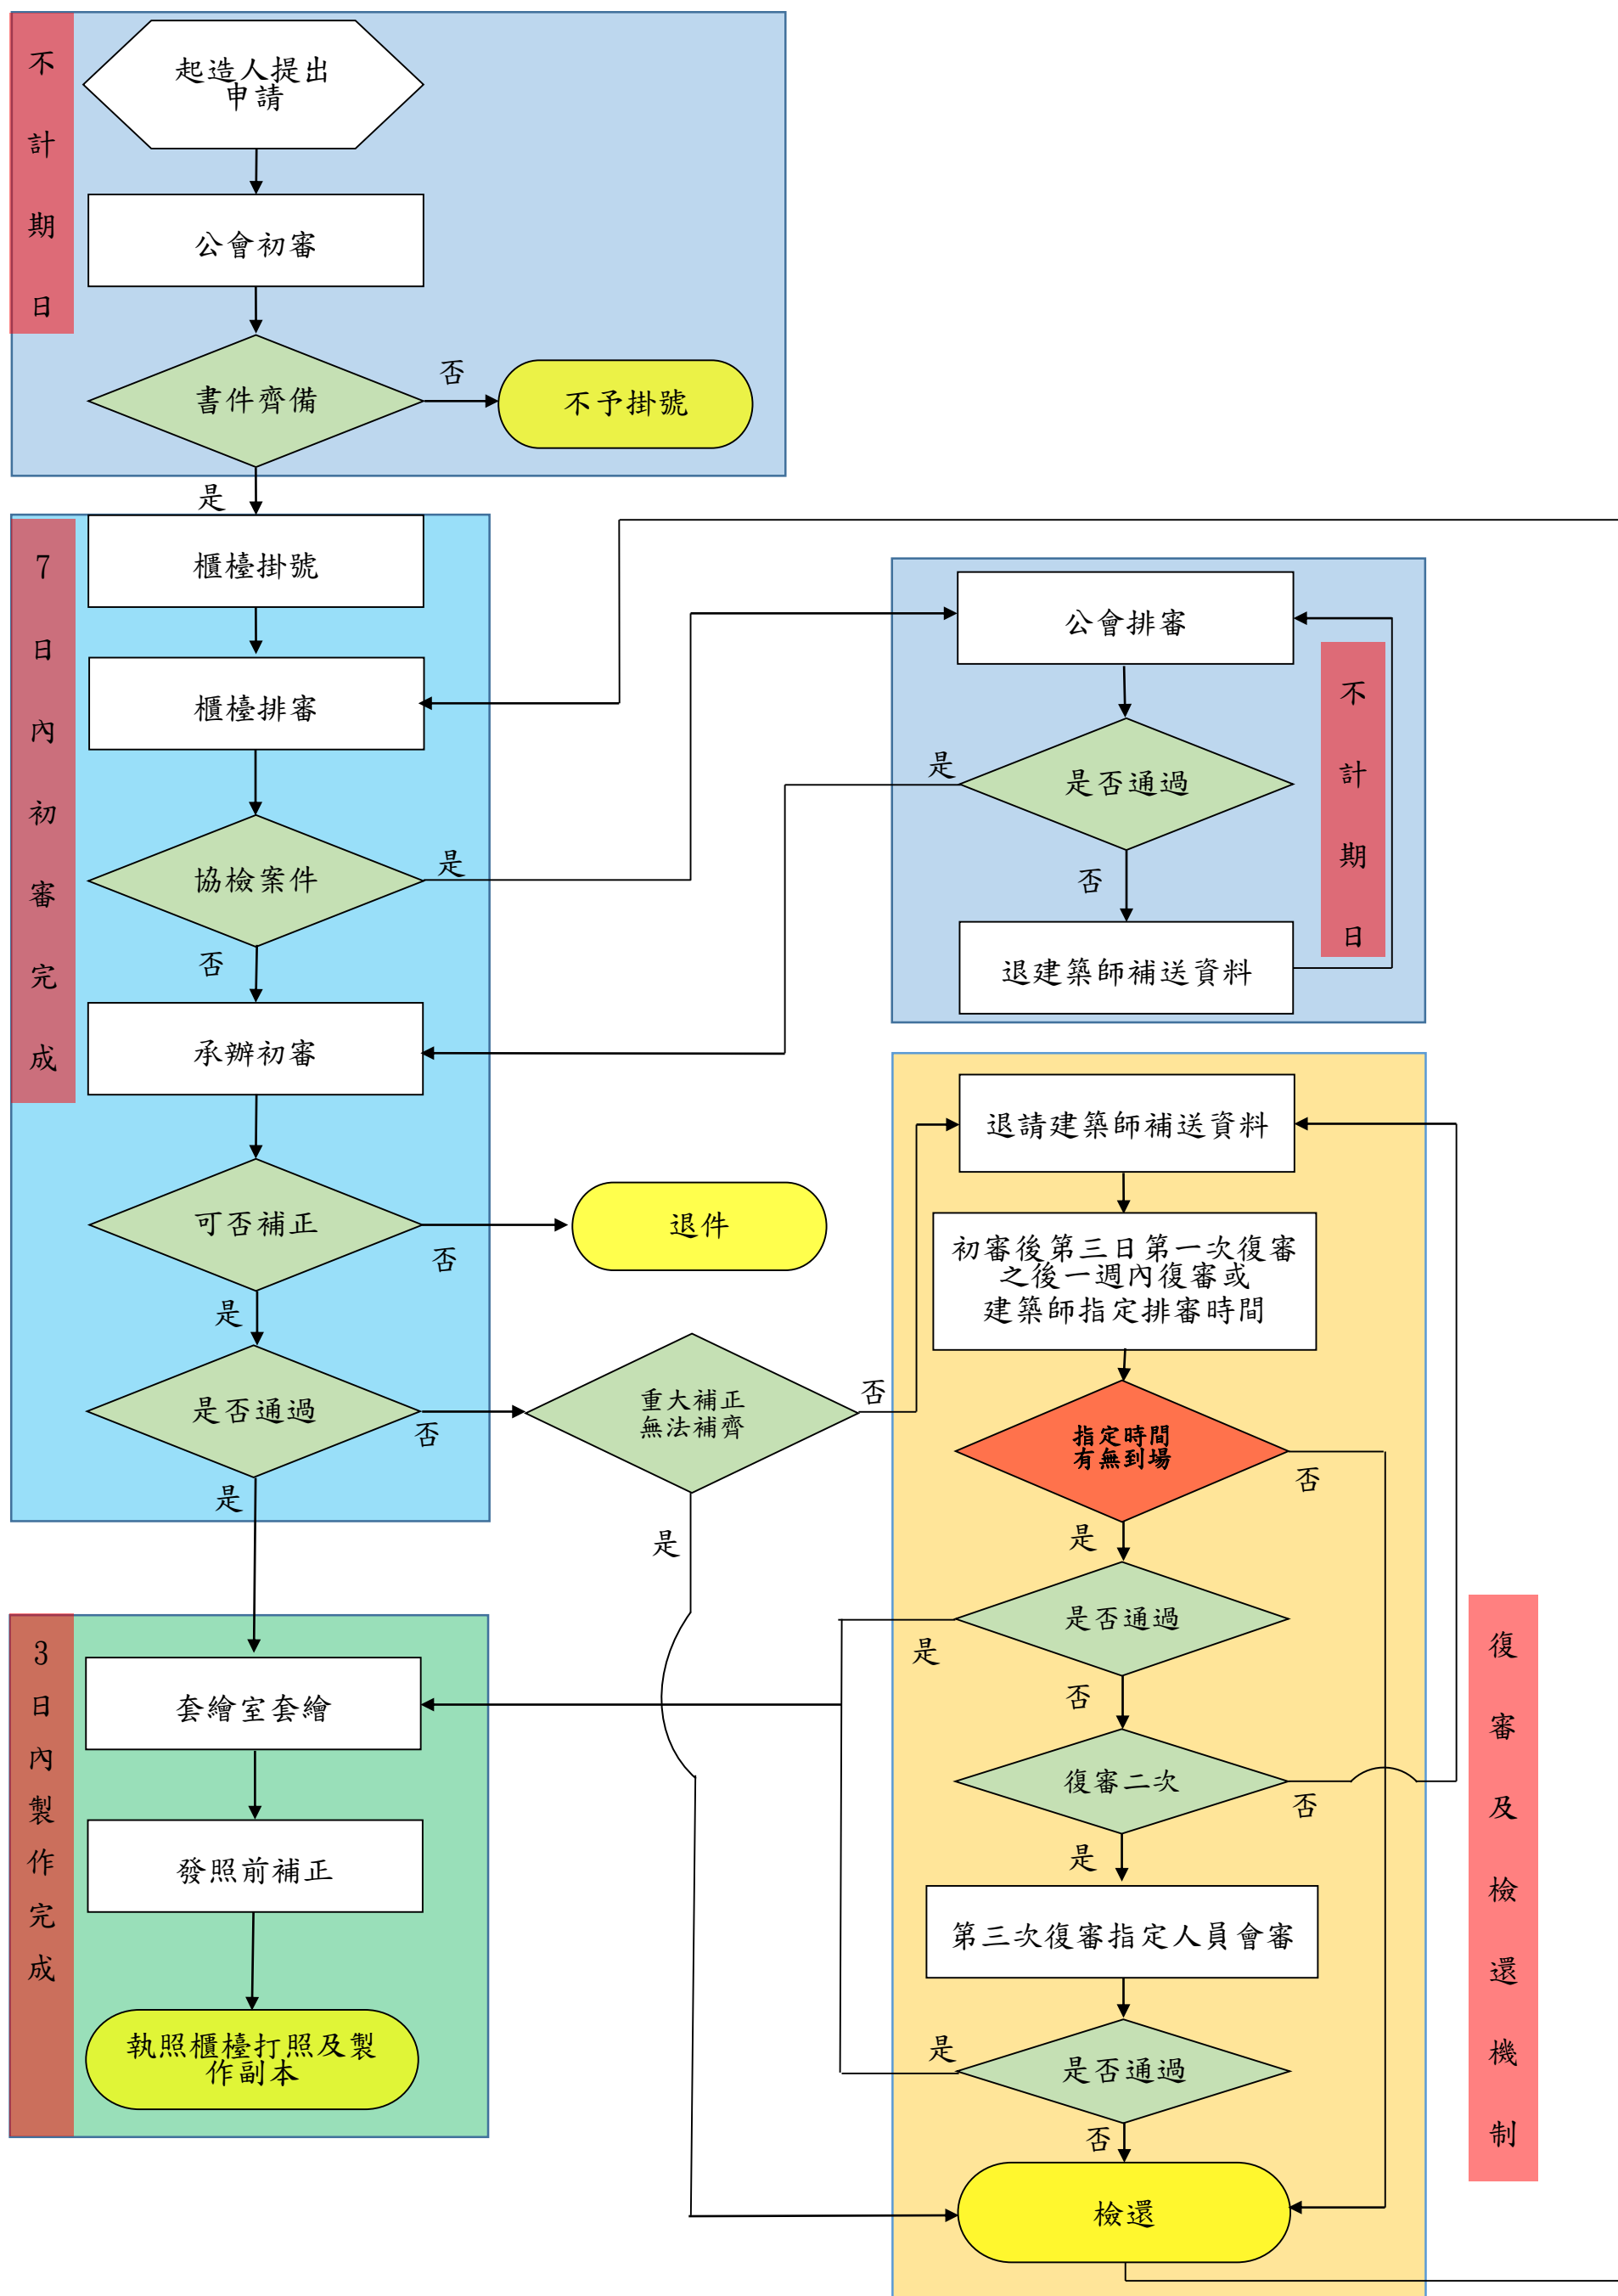 不計期日
起造人提出
申請
公會初審
書件齊備
否
不予掛號
是
7日內初審完成
櫃檯掛號
櫃檯排審
協檢案件
是
否
承辦初審
可否補正
否
退件
是
是否通過
否
是
重大補正
無法補齊
否
是
公會排審
不計期日
是否通過
是
否
退建築師補送資料
退請建築師補送資料
初審後第三日第一次復審
之後一週內復審或
建築師指定排審時間
指定時間
有無到場
否
是
是否通過
是
否
復審二次
否
是
第三次復審指定人員會審
是否通過
是
否
檢還
復審及檢還機制
3日內製作完成
套繪室套繪
發照前補正
執照櫃檯打照及製
作副本